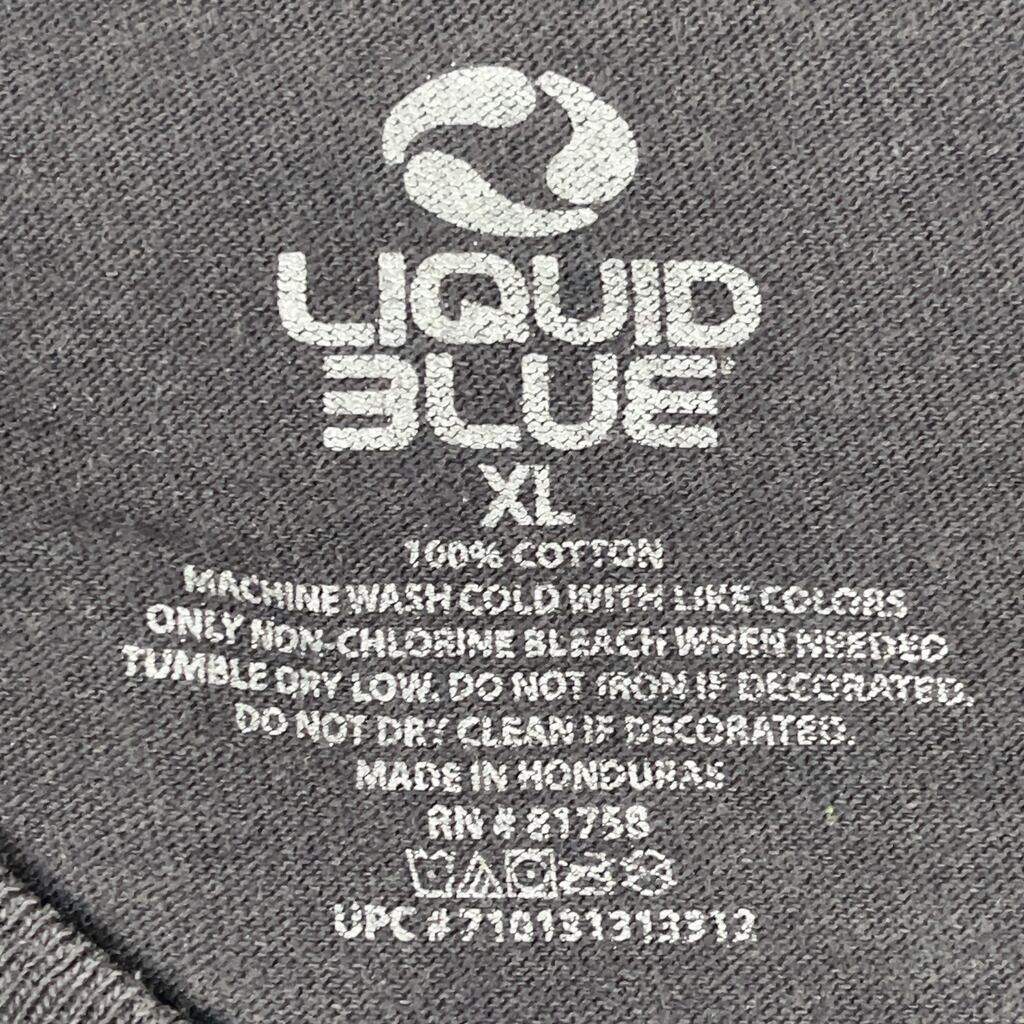 LIQUID
BLUE®
XL
100% COTTON
MACHINE WASH COLD WITH LIKE COLORS
ONLY NON-CHLORINE BLEACH WHEN NEEDED
TUMBLE DRY LOW. DO NOT IRON IF DECORATED.
DO NOT DRY CLEAN IF DECORATED.
MADE IN HONDURAS
RN # 81758
UPC # 710181313312